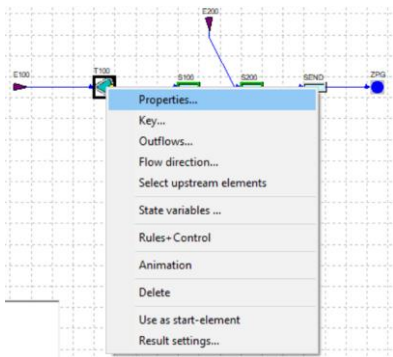 E200
E100
T100
S100
S200
SEND
ZPG
Properties...
Key...
Outflows...
Flow direction...
Select upstream elements
State variables ...
Rules+Control
Animation
Delete
Use as start-element
Result settings...